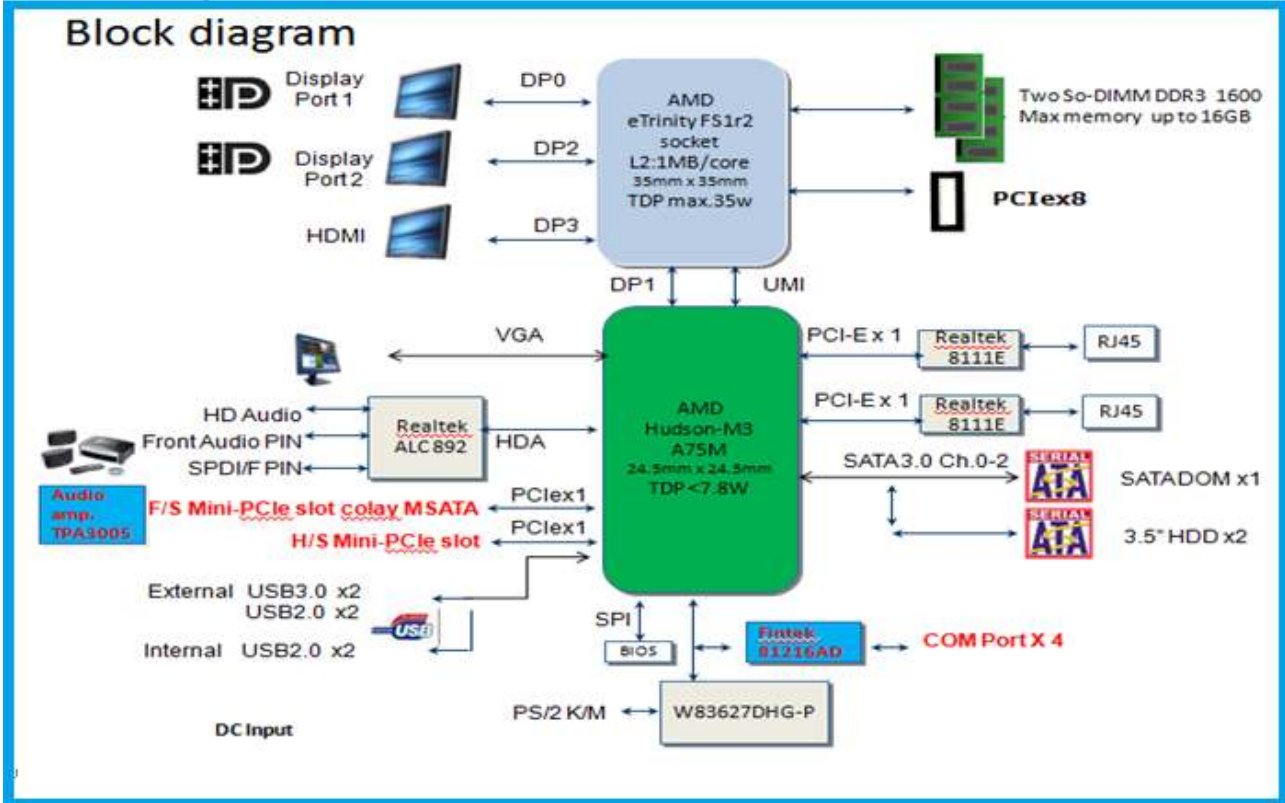 Block diagram
Display
Port 1
DP0
AMD
eTrinity FS1r2
socket
L2:1MB/core
35mm x 35mm
TDP max.35w
Two So-DIMM DDR3 1600
Max memory up to 16GB
Display
Port 2
DP2
PCIex8
HDMI
DP3
DP1
UMI
VGA
AMD
Hudson-M3
A75M
24.5mm x 24.5mm
TDP <7.8W
PCI-E x 1
Realtek
8111E
RJ45
PCI-E x 1
Realtek
8111E
RJ45
HD Audio
Front Audio PIN
SPDI/F PIN
Realtek
ALC 892
HDA
SATA3.0 Ch.0-2
SERIAL
ATA
SATADOM x1
SERIAL
ATA
3.5" HDD x2
Audio
amp.
TPA3005
F/S Mini-PCIe slot colay MSATA
PCIex1
H/S Mini-PCIe slot
PCIex1
External USB3.0 x2
USB2.0 x2
USB
Internal USB2.0 x2
SPI
BIOS
Fintek
81216AD
COM Port X 4
PS/2 K/M
W83627DHG-P
DC Input